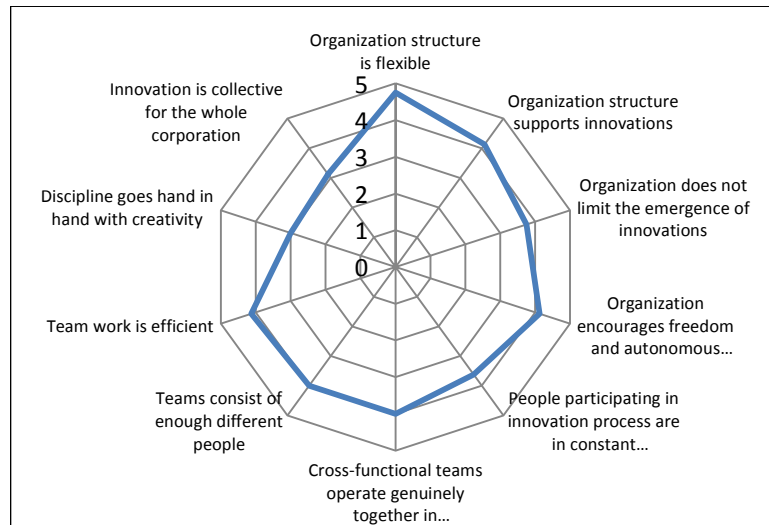 Organization structure
is flexible
Organization structure
supports innovations
Organization does not
limit the emergence of
innovations
Organization
encourages freedom
and autonomous...
People participating in
innovation process are
in constant...
Cross-functional teams
operate genuinely
together in...
Teams consist of
enough different
people
Team work is efficient
Discipline goes hand in
hand with creativity
Innovation is collective
for the whole
corporation
5
4
3
2
1
0